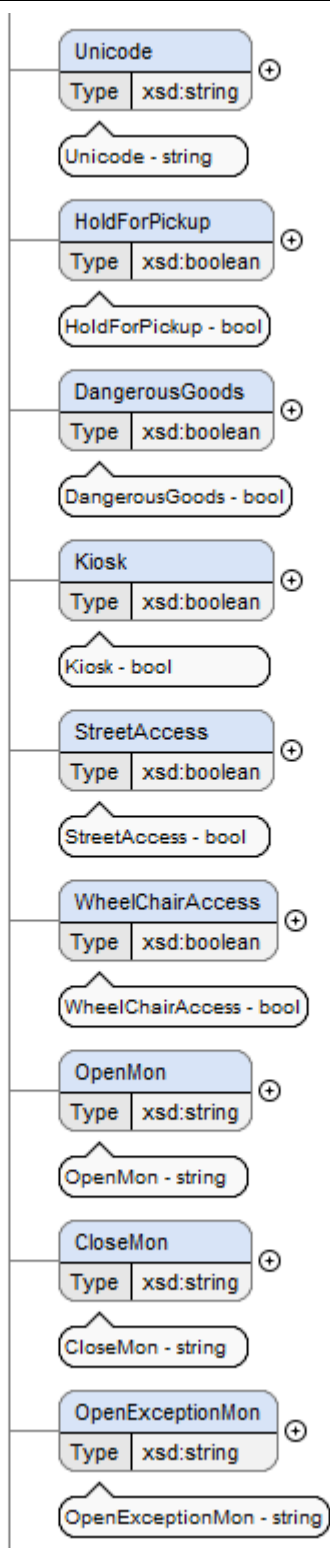 Unicode
Type xsd:string
Unicode - string
HoldForPickup
Type xsd:boolean
HoldForPickup - bool
DangerousGoods
Type xsd:boolean
DangerousGoods - bool
Kiosk
Type xsd:boolean
Kiosk - bool
StreetAccess
Type xsd:boolean
StreetAccess - bool
WheelChairAccess
Type xsd:boolean
WheelChairAccess - bool
OpenMon
Type xsd:string
OpenMon - string
CloseMon
Type xsd:string
CloseMon - string
OpenExceptionMon
Type xsd:string
OpenExceptionMon - string